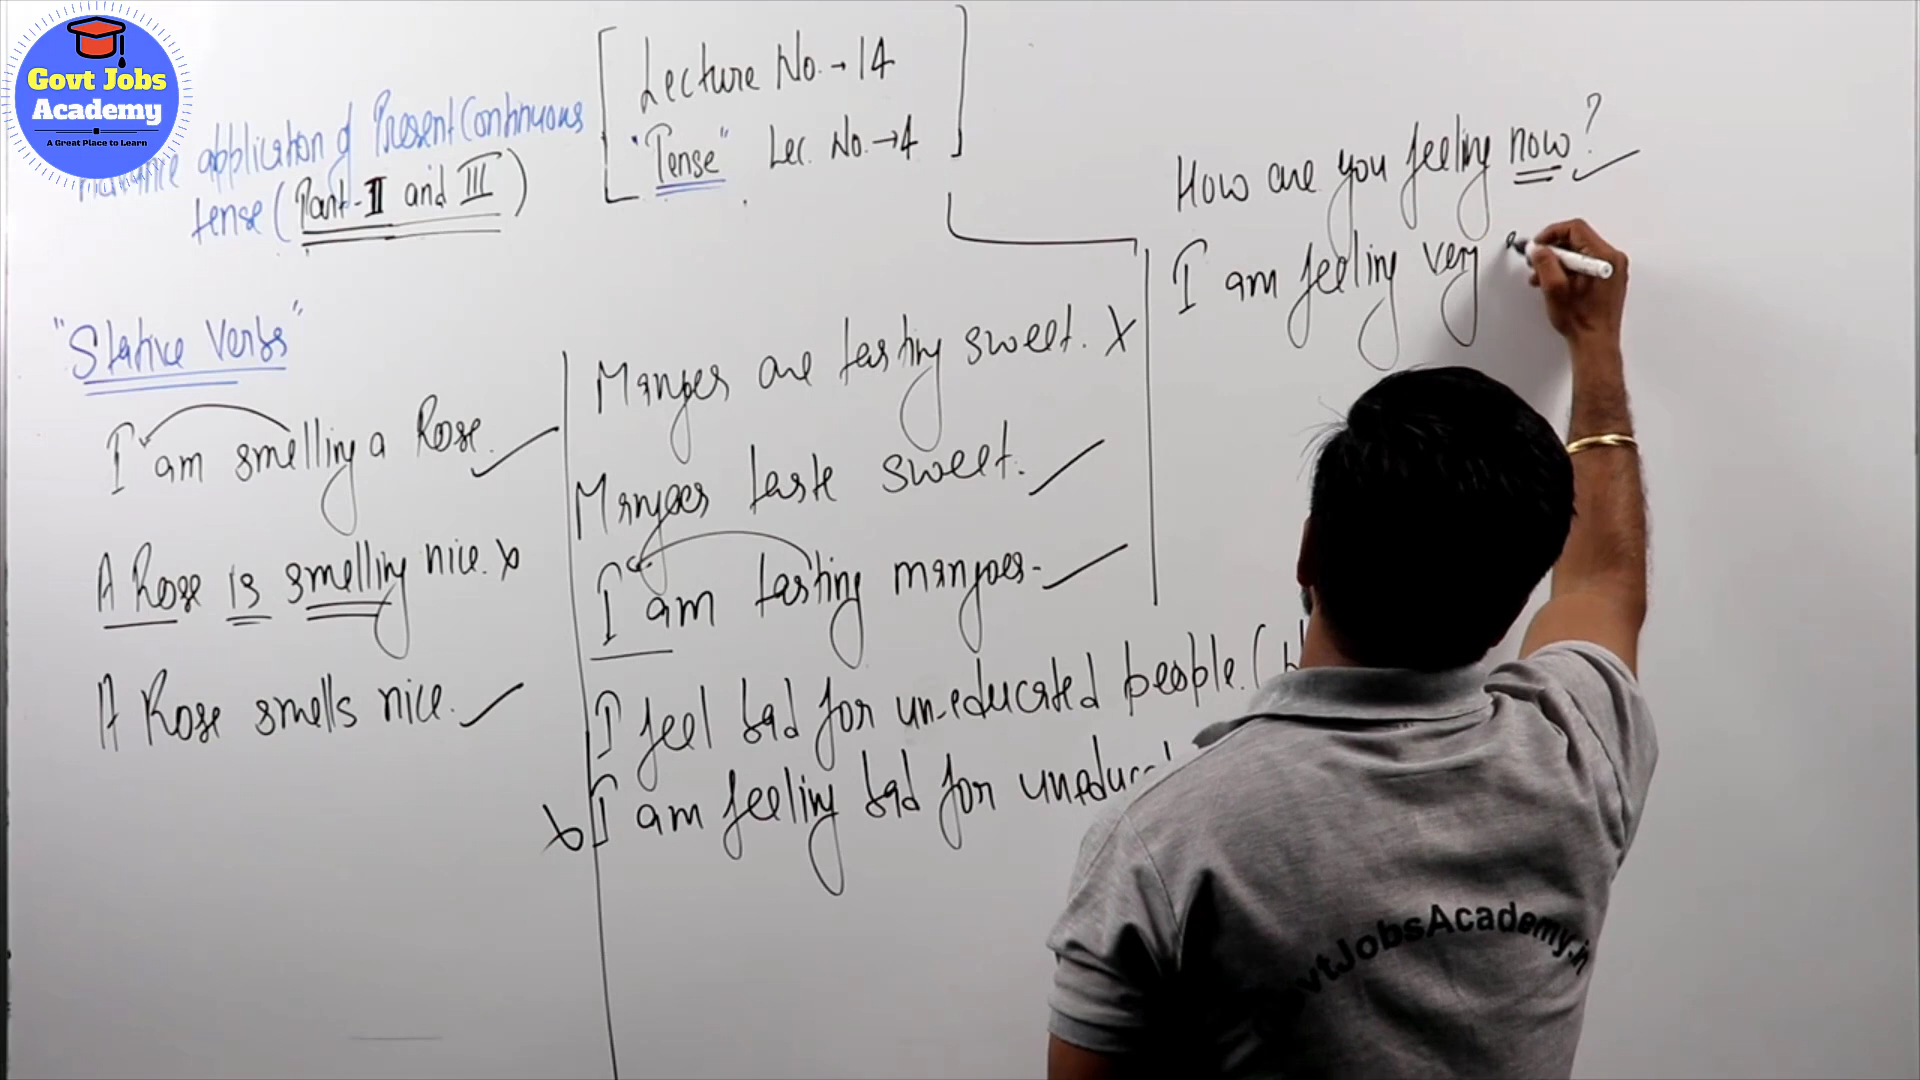 Govt Jobs
Academy
A Great Place to Learn
application of Present Continuous
tense (Part-II and III)
Lecture No.→14
"Tense" Lec. No.→4
"Stative Verbs"
I am smelling a Rose.
A Rose is smelling nice. x
A Rose smells nice.
Mangoes are tasting sweet. X
Mangoes taste sweet.
I am tasting mangoes.
I feel bad for un-educated people. (
x I am feeling bad for uneduc
How are you feeling now?
I am feeling very
vtJobsAcademy.in